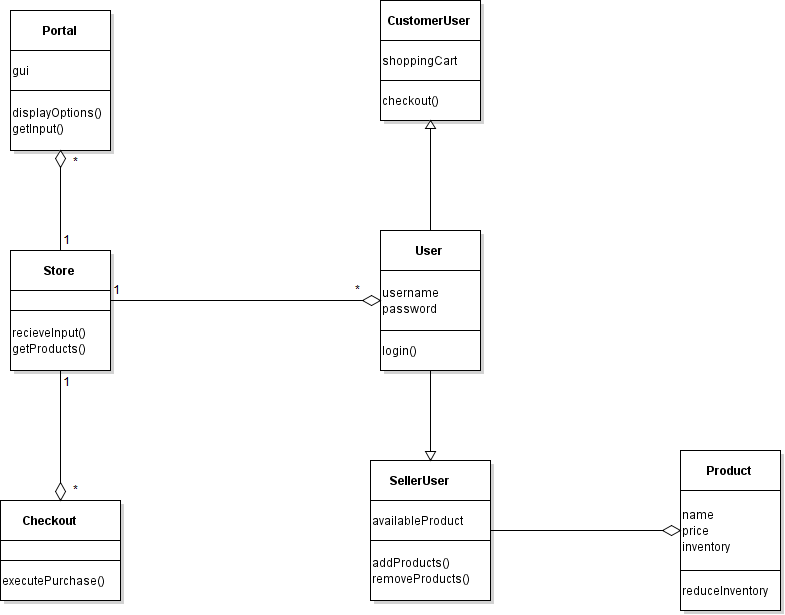 Portal
gui
displayOptions()
getInput()
*
1
Store
recieveInput()
getProducts()
1
*
1
*
Checkout
executePurchase()
CustomerUser
shoppingCart
checkout()
User
username
password
login()
SellerUser
availableProduct
addProducts()
removeProducts()
Product
name
price
inventory
reduceInventory